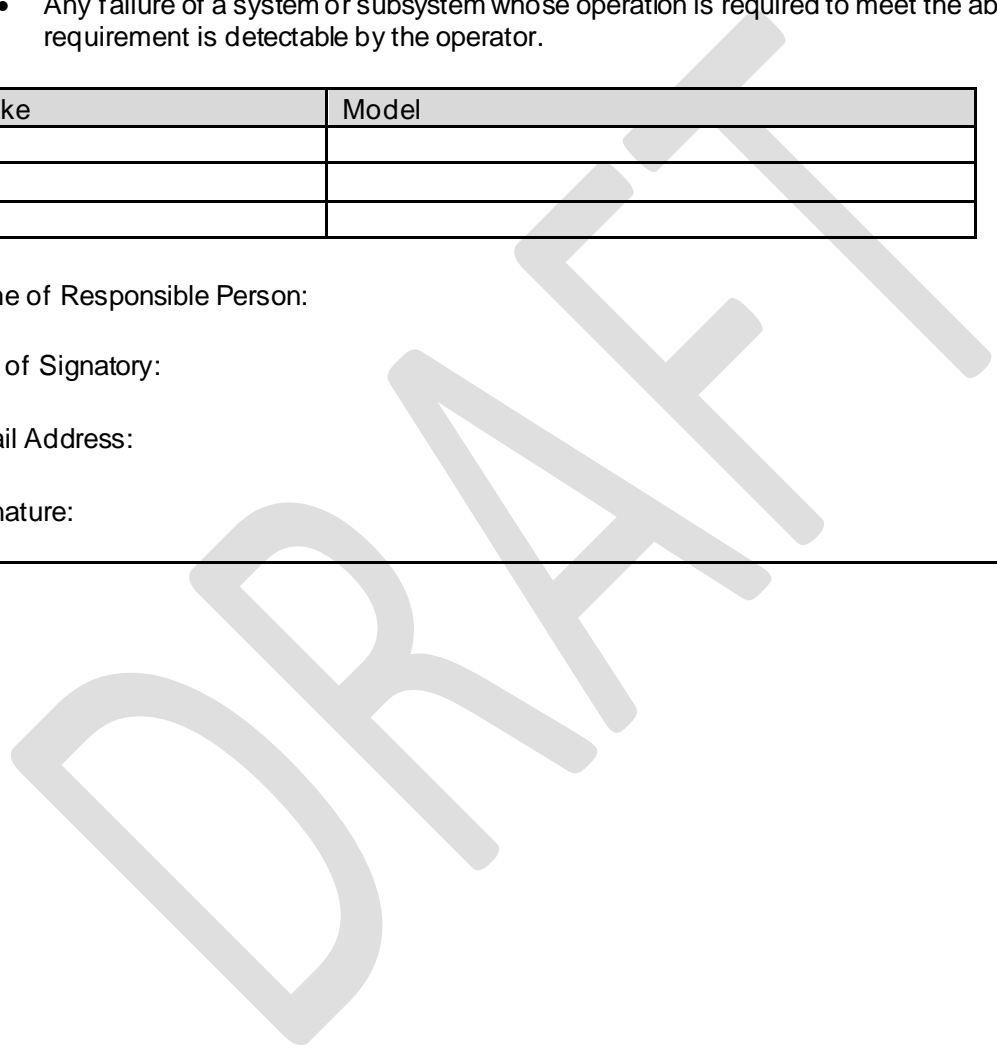 Any failure of a system or subsystem whose operation is required to meet the ab
requirement is detectable by the operator.
ke Model
ne of Responsible Person:
of Signatory:
ail Address:
nature:
DRAFT